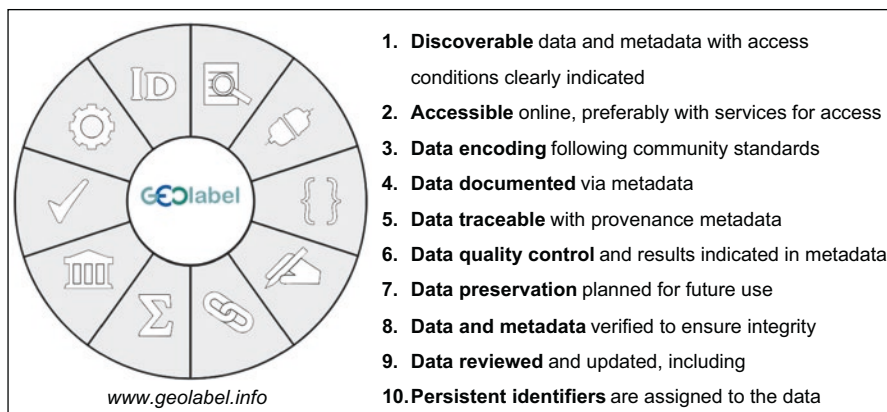 ID
GEOlabel
{ }
Σ
www.geolabel.info
1. Discoverable data and metadata with access
conditions clearly indicated
2. Accessible online, preferably with services for access
3. Data encoding following community standards
4. Data documented via metadata
5. Data traceable with provenance metadata
6. Data quality control and results indicated in metadata
7. Data preservation planned for future use
8. Data and metadata verified to ensure integrity
9. Data reviewed and updated, including
10. Persistent identifiers are assigned to the data